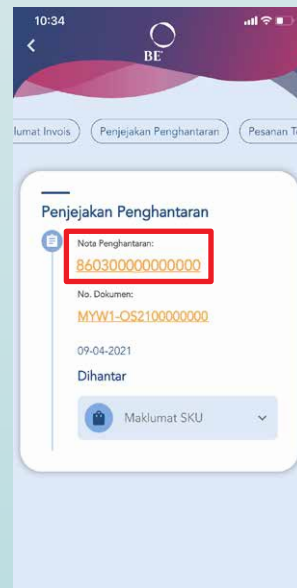 10:34
BE
lumat Invois
Penjejakan Penghantaran
Pesanan T
Penjejakan Penghantaran
Nota Penghantaran:
860300000000000
No. Dokumen:
MYW1-OS2100000000
09-04-2021
Dihantar
Maklumat SKU